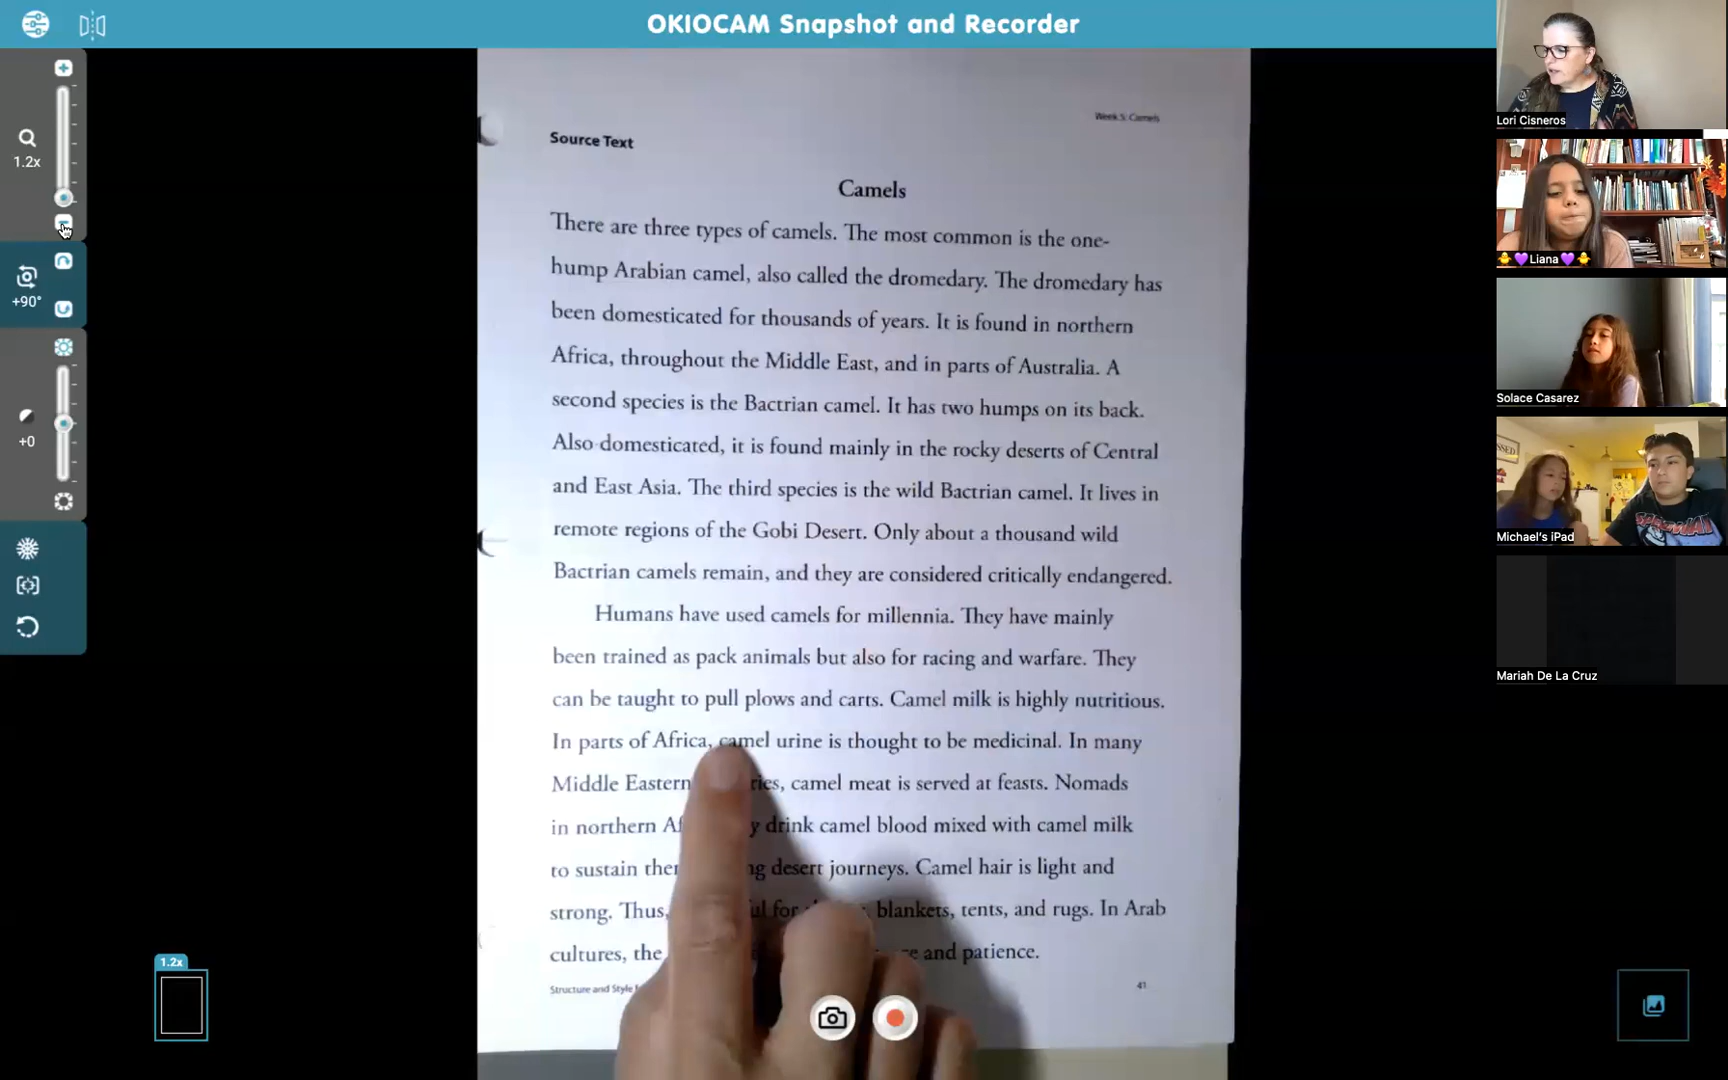 OKIOCAM Snapshot and Recorder
1.2x
+90°
+0
1.2x
Week 5: Camels
Source Text
Camels
There are three types of camels. The most common is the one-
hump Arabian camel, also called the dromedary. The dromedary has
been domesticated for thousands of years. It is found in northern
Africa, throughout the Middle East, and in parts of Australia. A
second species is the Bactrian camel. It has two humps on its back.
Also domesticated, it is found mainly in the rocky deserts of Central
and East Asia. The third species is the wild Bactrian camel. It lives in
remote regions of the Gobi Desert. Only about a thousand wild
Bactrian camels remain, and they are considered critically endangered.
Humans have used camels for millennia. They have mainly
been trained as pack animals but also for racing and warfare. They
can be taught to pull plows and carts. Camel milk is highly nutritious.
In parts of Africa, camel urine is thought to be medicinal. In many
Middle Eastern camel meat is served at feasts. Nomads
in northern drink camel blood mixed with camel milk
to sustain desert journeys. Camel hair is light and
strong. Thus, for blankets, tents, and rugs. In Arab
cultures, the and patience.
Structure and Style
41
Lori Cisneros
🐥💜Liana💜🐥
Solace Casarez
Michael's iPad
Mariah De La Cruz